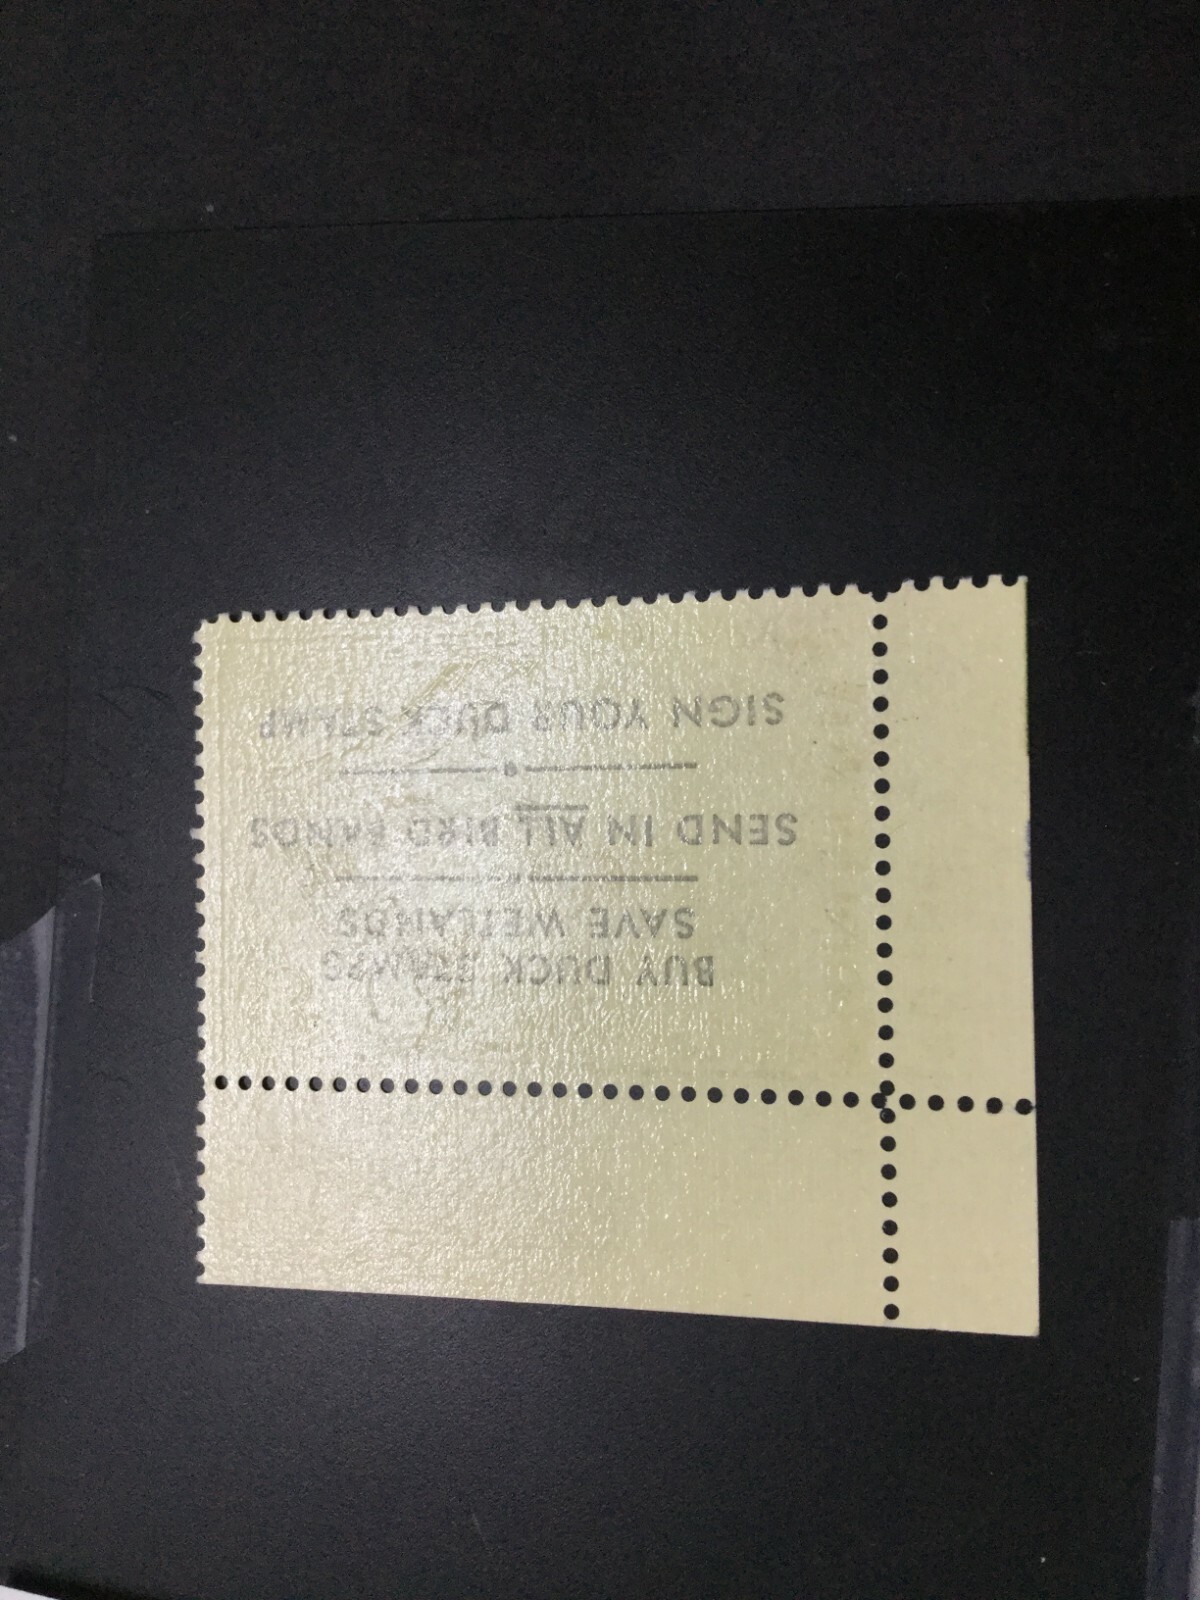 BUY DUCK STAMPS
SAVE WETLANDS
SEND IN ALL BIRD BANDS
SIGN YOUR DUCK STAMP